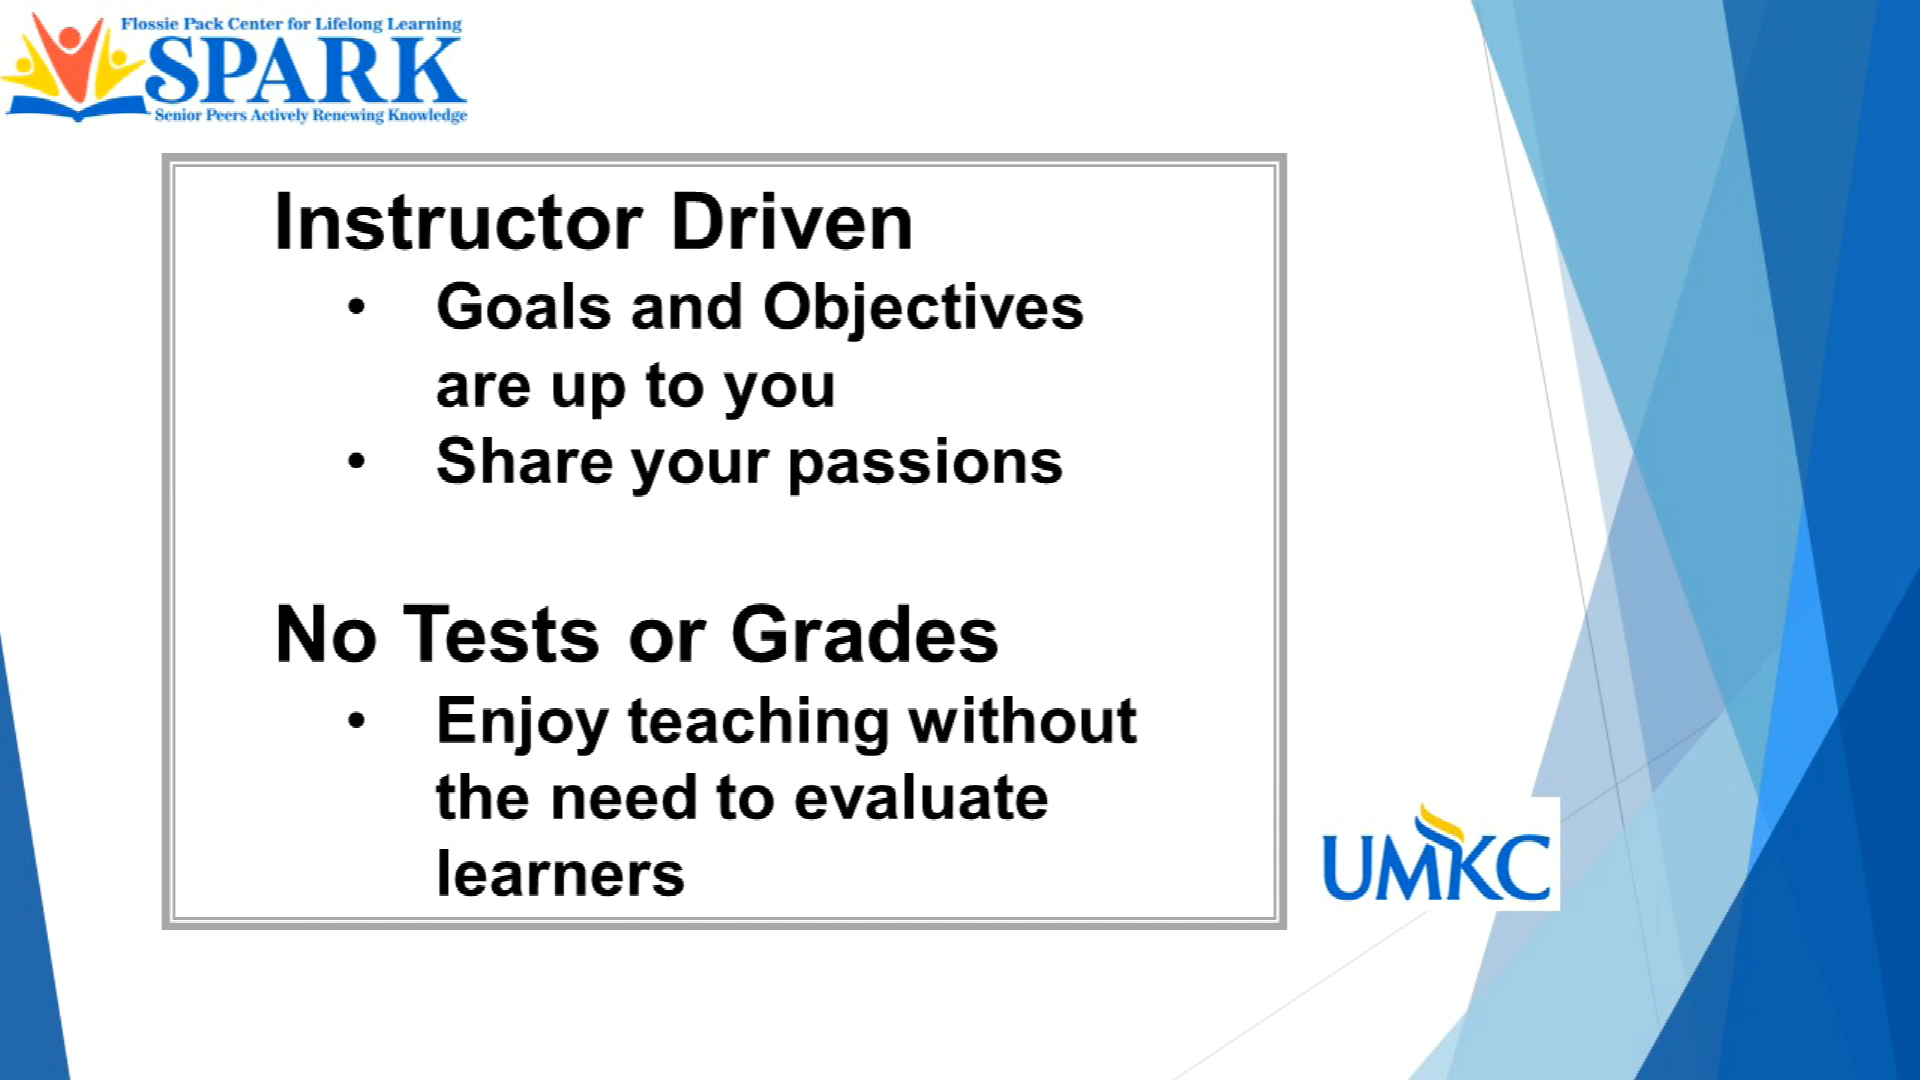 Flossie Pack Center for Lifelong Learning
SPARK
Senior Peers Actively Renewing Knowledge
Instructor Driven
• Goals and Objectives
are up to you
• Share your passions
No Tests or Grades
• Enjoy teaching without
the need to evaluate
learners
UMKC